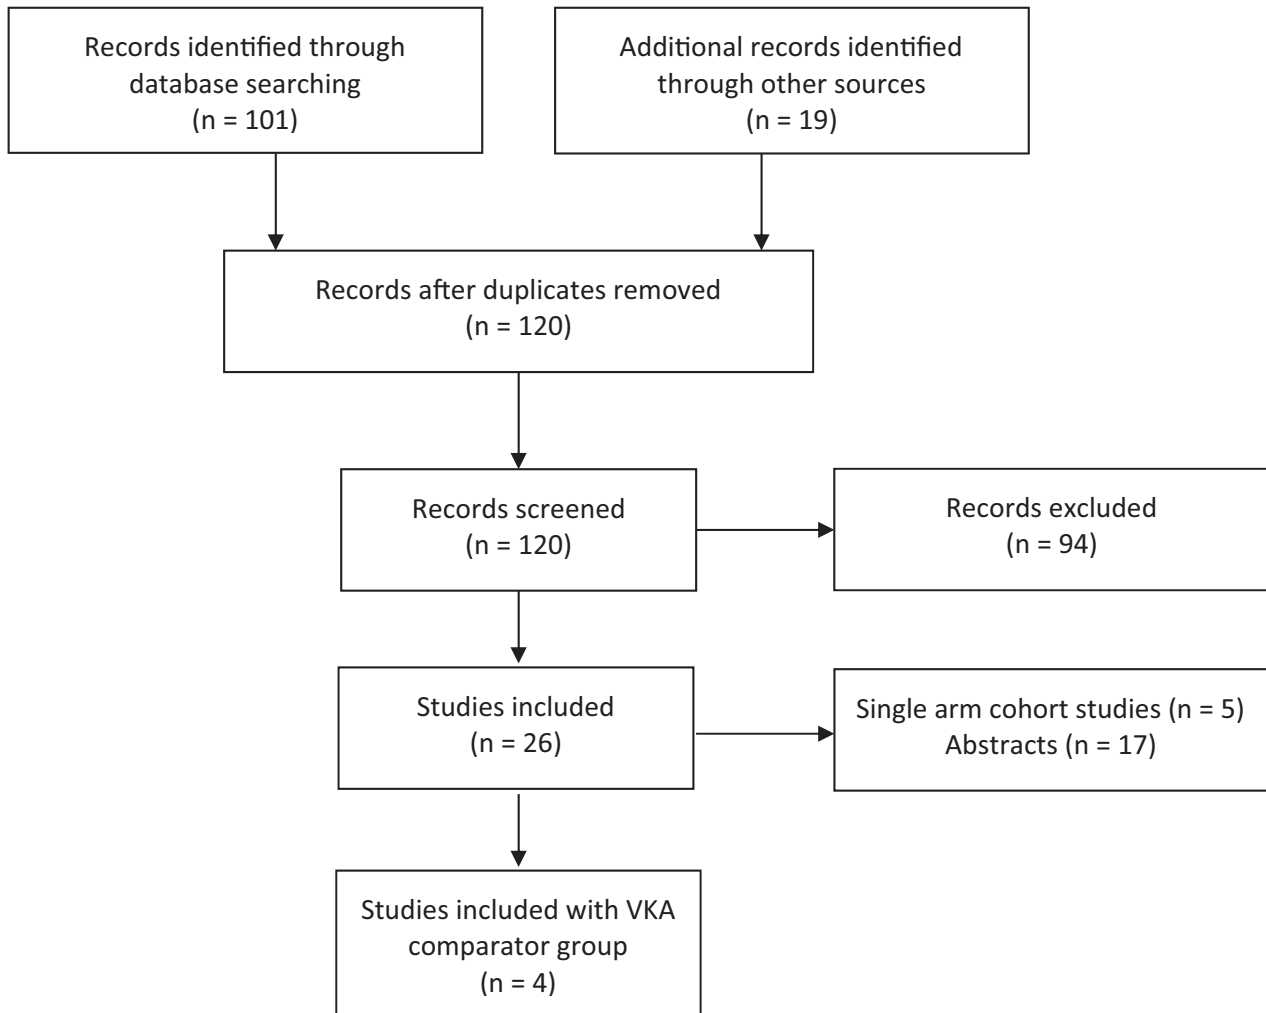 Records identified through
database searching
(n = 101)
Additional records identified
through other sources
(n = 19)
Records after duplicates removed
(n = 120)
Records screened
(n = 120)
Records excluded
(n = 94)
Studies included
(n = 26)
Single arm cohort studies (n = 5)
Abstracts (n = 17)
Studies included with VKA
comparator group
(n = 4)